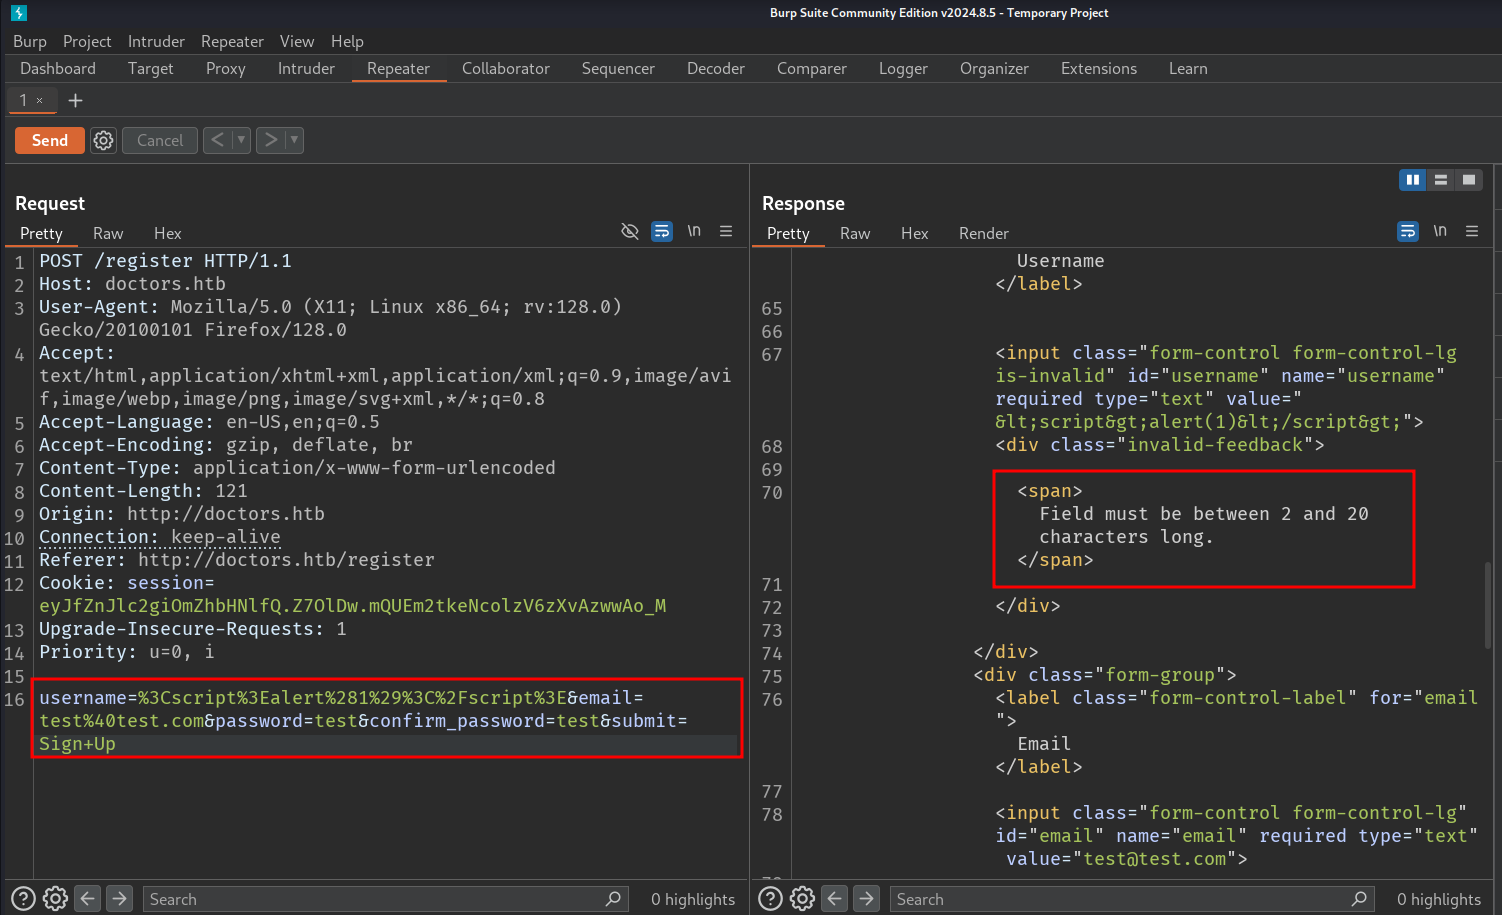 Burp Suite Community Edition v2024.8.5 - Temporary Project
Burp Project Intruder Repeater View Help
Dashboard Target Proxy Intruder Repeater Collaborator Sequencer Decoder Comparer Logger Organizer Extensions Learn
1 × +
Send Cancel < >
Request
Pretty Raw Hex \n
1 POST /register HTTP/1.1
2 Host: doctors.htb
3 User-Agent: Mozilla/5.0 (X11; Linux x86_64; rv:128.0)
Gecko/20100101 Firefox/128.0
4 Accept:
text/html,application/xhtml+xml,application/xml;q=0.9,image/avi
f,image/webp,image/png,image/svg+xml,*/*;q=0.8
5 Accept-Language: en-US,en;q=0.5
6 Accept-Encoding: gzip, deflate, br
7 Content-Type: application/x-www-form-urlencoded
8 Content-Length: 121
9 Origin: http://doctors.htb
10 Connection: keep-alive
11 Referer: http://doctors.htb/register
12 Cookie: session=
eyJfZnJlc2giOmZhbHNlfQ.Z7OlDw.mQUEm2tkeNcolzV6zXvAzwwAo_M
13 Upgrade-Insecure-Requests: 1
14 Priority: u=0, i
15
16 username=%3Cscript%3Ealert%281%29%3C%2Fscript%3E&email=
test%40test.com&password=test&confirm_password=test&submit=
Sign+Up
Search 0 highlights
Response
Pretty Raw Hex Render \n
Username
</label>
65
66
67 <input class="form-control form-control-lg
is-invalid" id="username" name="username"
required type="text" value="
&lt;script&gt;alert(1)&lt;/script&gt;">
68 <div class="invalid-feedback">
69
70 <span>
Field must be between 2 and 20
characters long.
</span>
71
72 </div>
73
74 </div>
75 <div class="form-group">
76 <label class="form-control-label" for="email
">
Email
</label>
77
78 <input class="form-control form-control-lg"
id="email" name="email" required type="text"
value="test@test.com">
Search 0 highlights